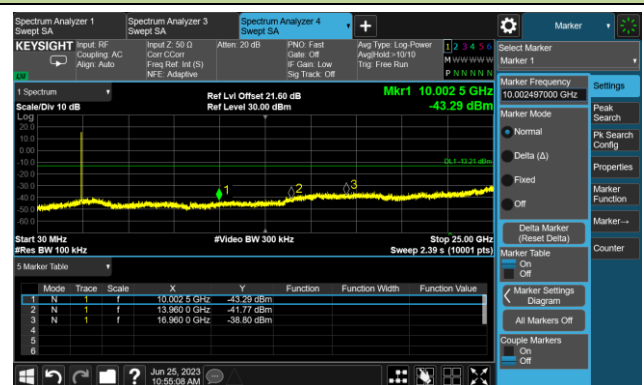 Spectrum Analyzer 1
Swept SA
Spectrum Analyzer 3
Swept SA
Spectrum Analyzer 4
Swept SA
+
Marker
KEYSIGHT
LXI
Input: RF
Coupling: AC
Align: Auto
Input Z: 50 Ω
Corr CCorr
Freq Ref: Int (S)
NFE: Adaptive
Atten: 20 dB
PNO: Fast
Gate: Off
IF Gain: Low
Sig Track: Off
Avg Type: Log-Power
Avg|Hold:>10/10
Trig: Free Run
1 2 3 4 5 6
M W W W W W
P N N N N N
Select Marker
Marker 1
1 Spectrum
Scale/Div 10 dB
Log
Ref Lvl Offset 21.60 dB
Ref Level 30.00 dBm
Mkr1 10.002 5 GHz
-43.29 dBm
20.0
10.0
0.00
-10.0
-20.0
-30.0
-40.0
-50.0
-60.0
DL1 -13.21 dBm
1
2
3
Start 30 MHz
#Res BW 100 kHz
#Video BW 300 kHz
Stop 25.00 GHz
Sweep 2.39 s (10001 pts)
5 Marker Table
Mode Trace Scale X Y Function Function Width Function Value
1 N 1 f 10.002 5 GHz -43.29 dBm
2 N 1 f 13.960 0 GHz -41.77 dBm
3 N 1 f 16.960 0 GHz -38.80 dBm
4
5
6
Marker Frequency
10.002497000 GHz
Marker Mode
Normal
Delta (Δ)
Fixed
Off
Delta Marker
(Reset Delta)
Marker Table
On
Off
Marker Settings
Diagram
All Markers Off
Couple Markers
On
Off
Settings
Peak
Search
Pk Search
Config
Properties
Marker
Function
Marker→
Counter
?
Jun 25, 2023
10:55:08 AM